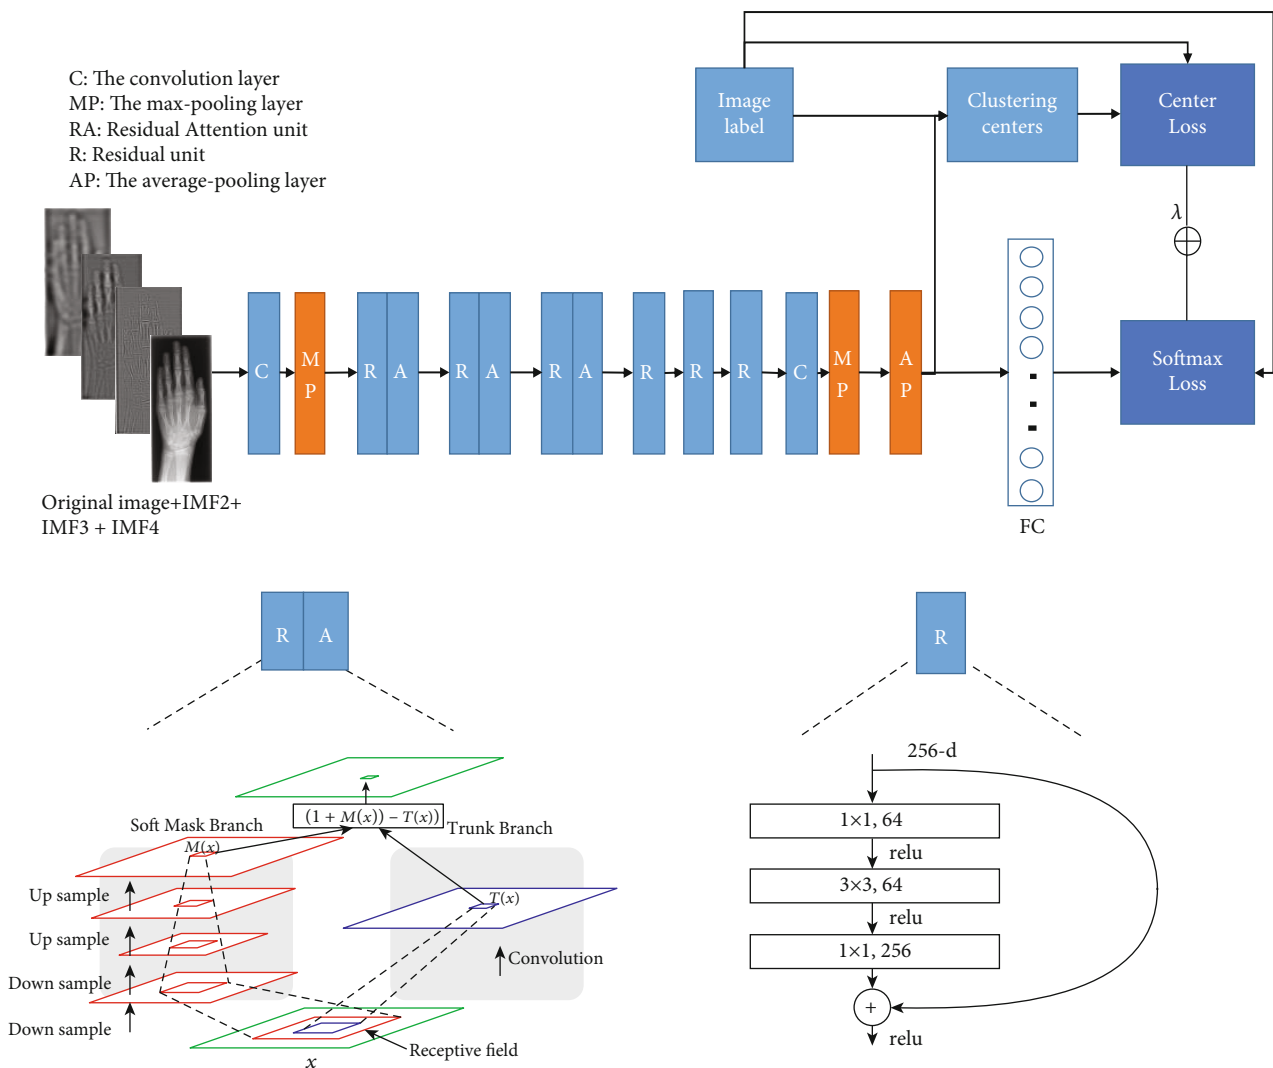 C: The convolution layer
MP: The max-pooling layer
RA: Residual Attention unit
R: Residual unit
AP: The average-pooling layer
Image
label
Clustering
centers
Center
Loss
λ
C
M
P
R A
R A
R A
R
R
R
C
M
P
A
P
Softmax
Loss
Original image+IMF2+
IMF3 + IMF4
FC
R A
R
256-d
(1 + M(x)) − T(x))
Soft Mask Branch
Trunk Branch
M(x)
T(x)
Up sample
Up sample
Down sample
Down sample
Convolution
Receptive field
x
1×1, 64
relu
3×3, 64
relu
1×1, 256
+
relu